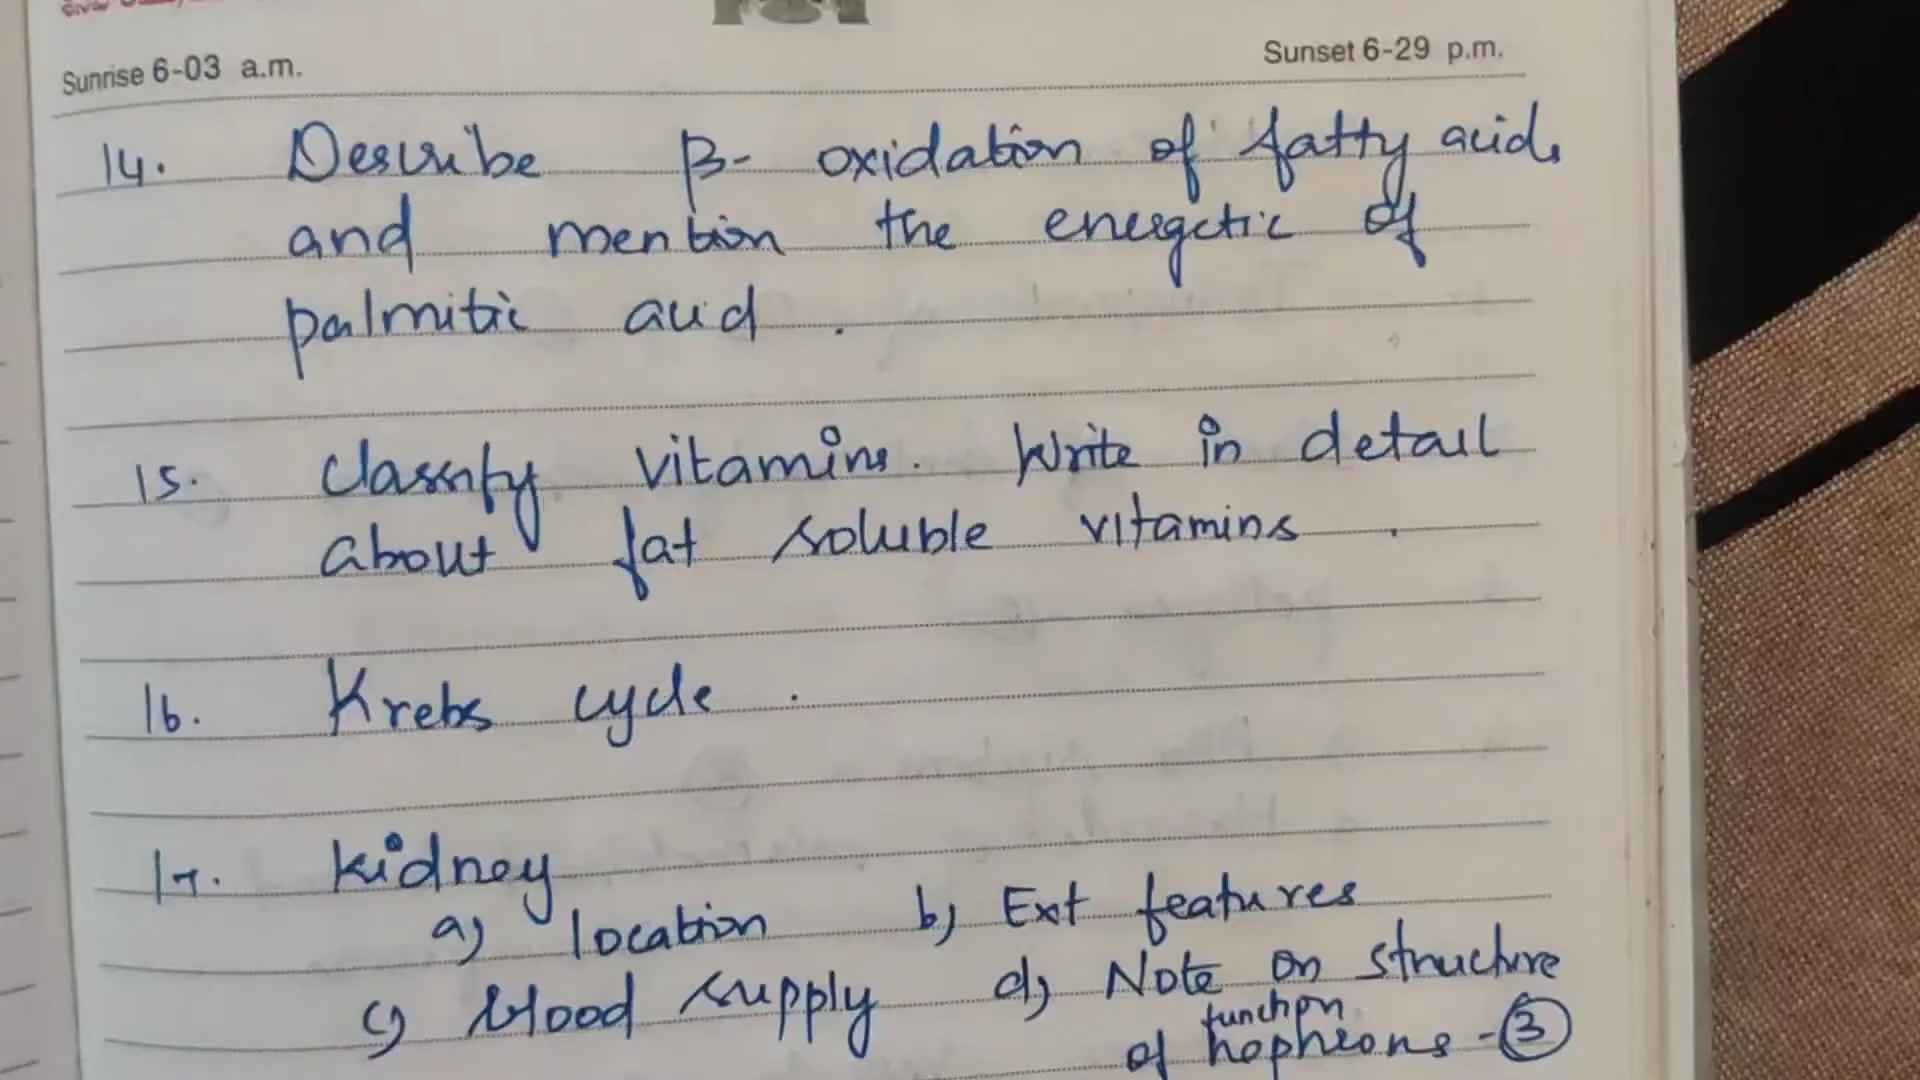 Sunrise 6-03 a.m.
Sunset 6-29 p.m.
14. Describe β- oxidation of fatty acids
and mention the energetic of
palmitic acid .
15. Classify vitamins. Write in detail
about fat soluble vitamins .
16. Krebs cycle .
17. Kidney
a) location b) Ext features
c) blood supply d) Note on structure
function
of nephrons - 3